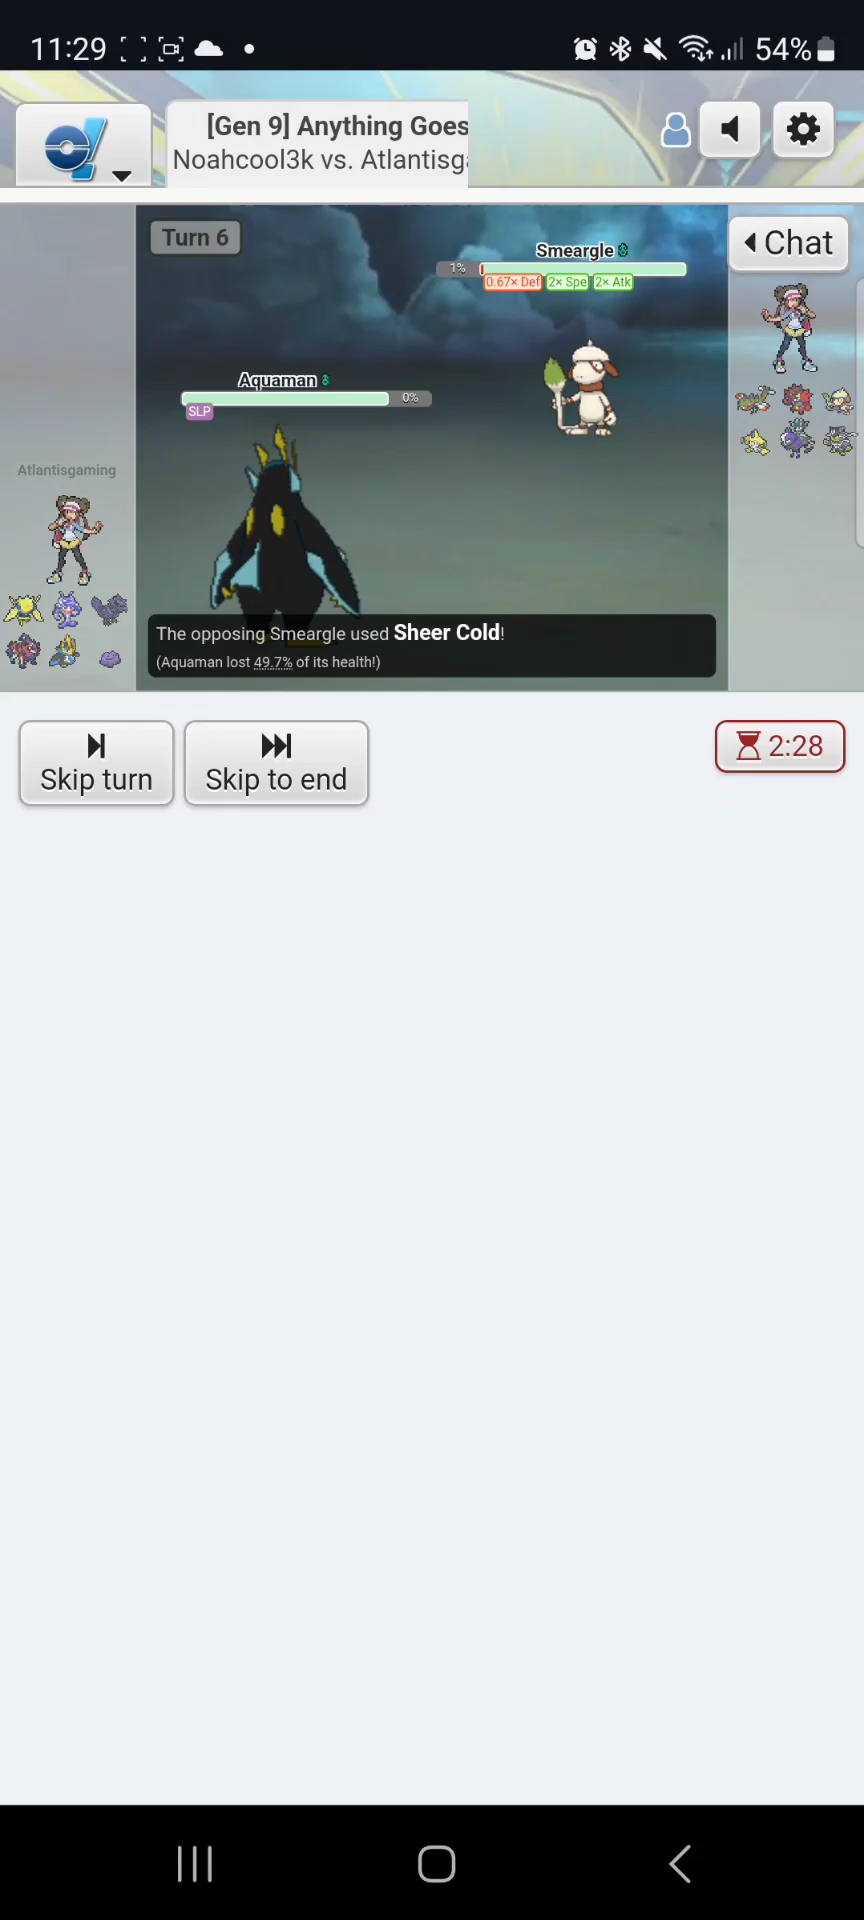 11:29
54%
[Gen 9] Anything Goes
Noahcool3k vs. Atlantisga
Turn 6
Chat
Smeargle
1%
0.67× Def 2× Spe 2× Atk
Aquaman
0%
SLP
Atlantisgaming
The opposing Smeargle used Sheer Cold!
(Aquaman lost 49.7% of its health!)
Skip turn
Skip to end
2:28